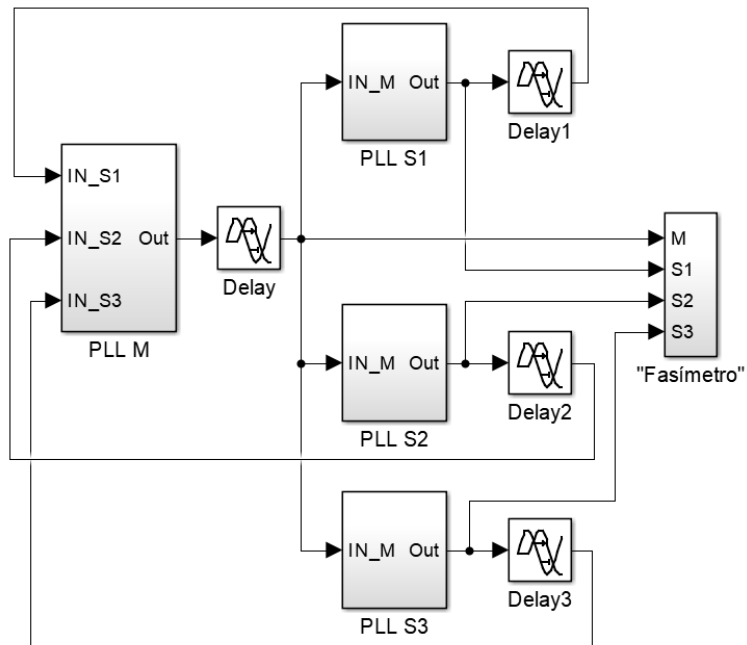 IN_M Out
PLL S1
Delay1
IN_S1
IN_S2 Out
IN_S3
PLL M
Delay
M
S1
S2
S3
"Fasímetro"
IN_M Out
PLL S2
Delay2
IN_M Out
PLL S3
Delay3